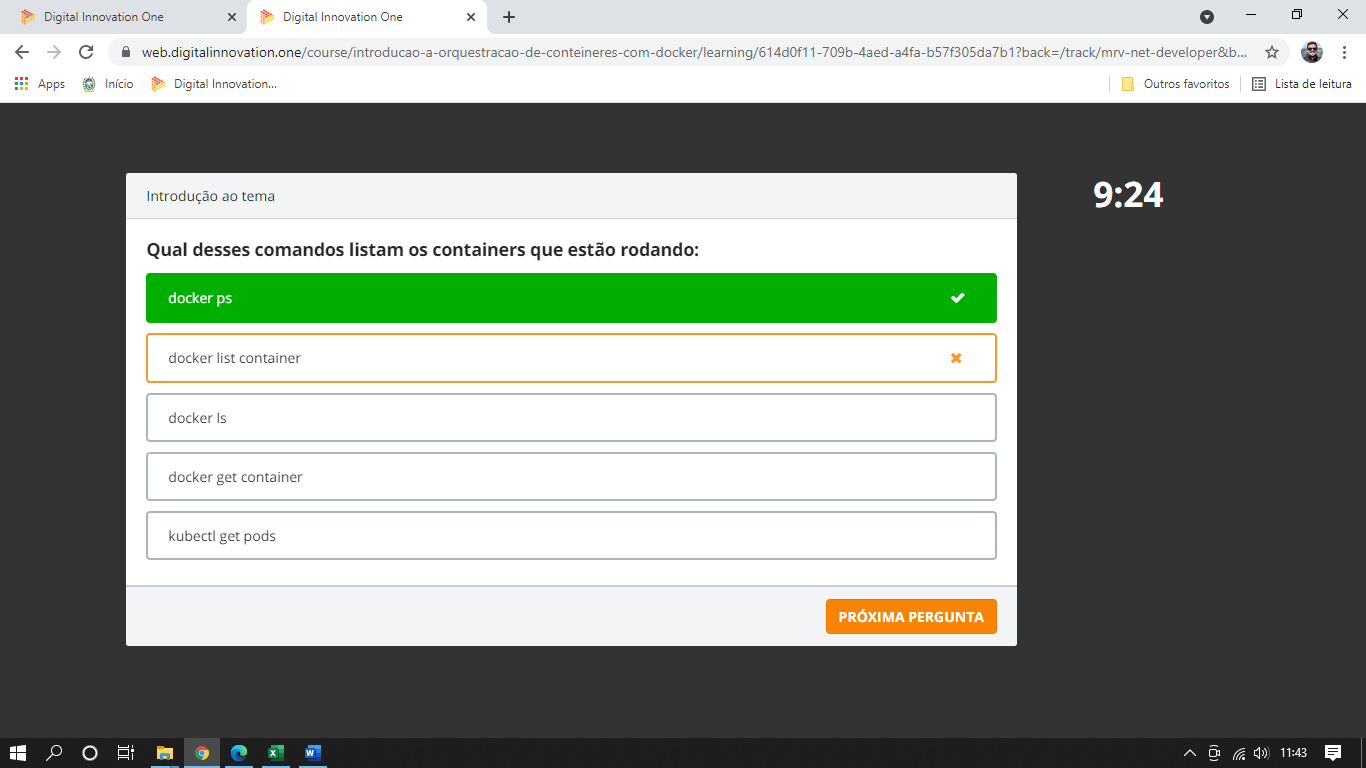 Digital Innovation One
Digital Innovation One
web.digitalinnovation.one/course/introducao-a-orquestracao-de-conteineres-com-docker/learning/614d0f11-709b-4aed-a4fa-b57f305da7b1?back=/track/mrv-net-developer&b...
Apps
Início
Digital Innovation...
Outros favoritos
Lista de leitura
Introdução ao tema
9:24
Qual desses comandos listam os containers que estão rodando:
docker ps
docker list container
docker ls
docker get container
kubectl get pods
PRÓXIMA PERGUNTA
11:43